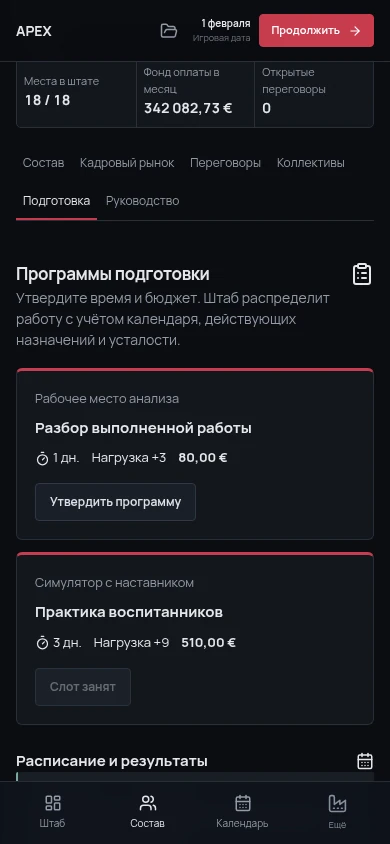 APEX
1 февраля
Игровая дата
Продолжить
Места в штате
18 / 18
Фонд оплаты в
месяц
342 082,73 €
Открытые
переговоры
0
Состав Кадровый рынок Переговоры Коллективы
Подготовка Руководство
Программы подготовки
Утвердите время и бюджет. Штаб распределит
работу с учётом календаря, действующих
назначений и усталости.
Рабочее место анализа
Разбор выполненной работы
1 дн. Нагрузка +3 80,00 €
Утвердить программу
Симулятор с наставником
Практика воспитанников
3 дн. Нагрузка +9 510,00 €
Слот занят
Расписание и результаты
Штаб Состав Календарь Ещё